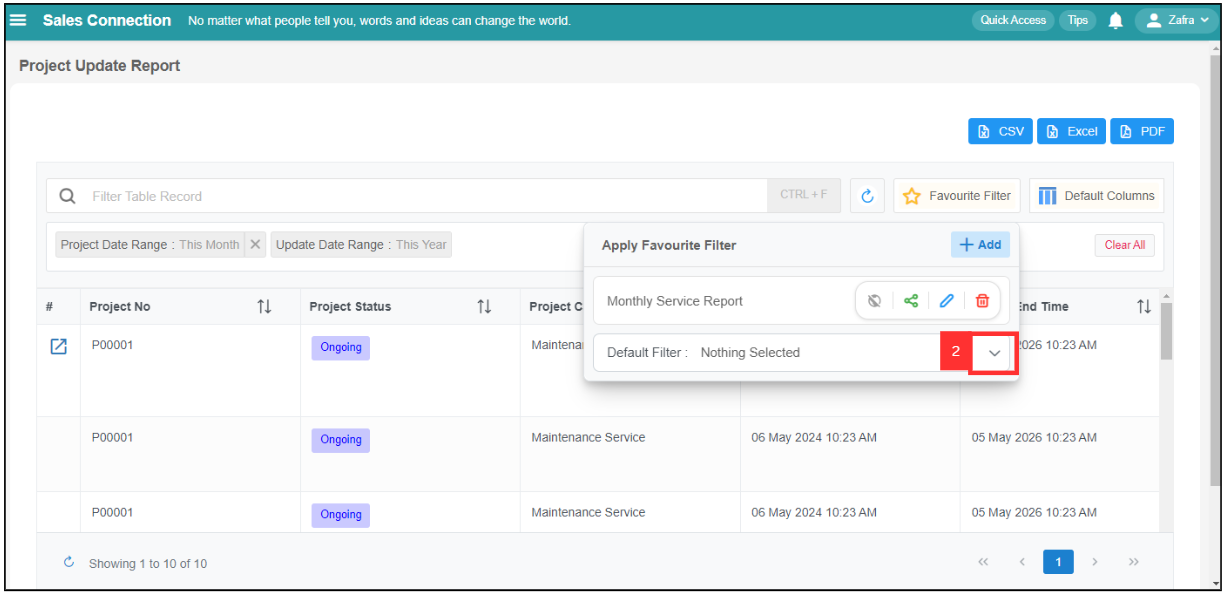 Sales Connection No matter what people tell you, words and ideas can change the world. Quick Access Tips Zafra
Project Update Report
CSV Excel PDF
Filter Table Record CTRL + F Favourite Filter Default Columns
Project Date Range : This Month Update Date Range : This Year Clear All
Apply Favourite Filter Add
Monthly Service Report
Default Filter : Nothing Selected 2
# Project No Project Status Project C End Time
P00001 Ongoing Maintena 2026 10:23 AM
P00001 Ongoing Maintenance Service 06 May 2024 10:23 AM 05 May 2026 10:23 AM
P00001 Ongoing Maintenance Service 06 May 2024 10:23 AM 05 May 2026 10:23 AM
Showing 1 to 10 of 10 << < 1 > >>